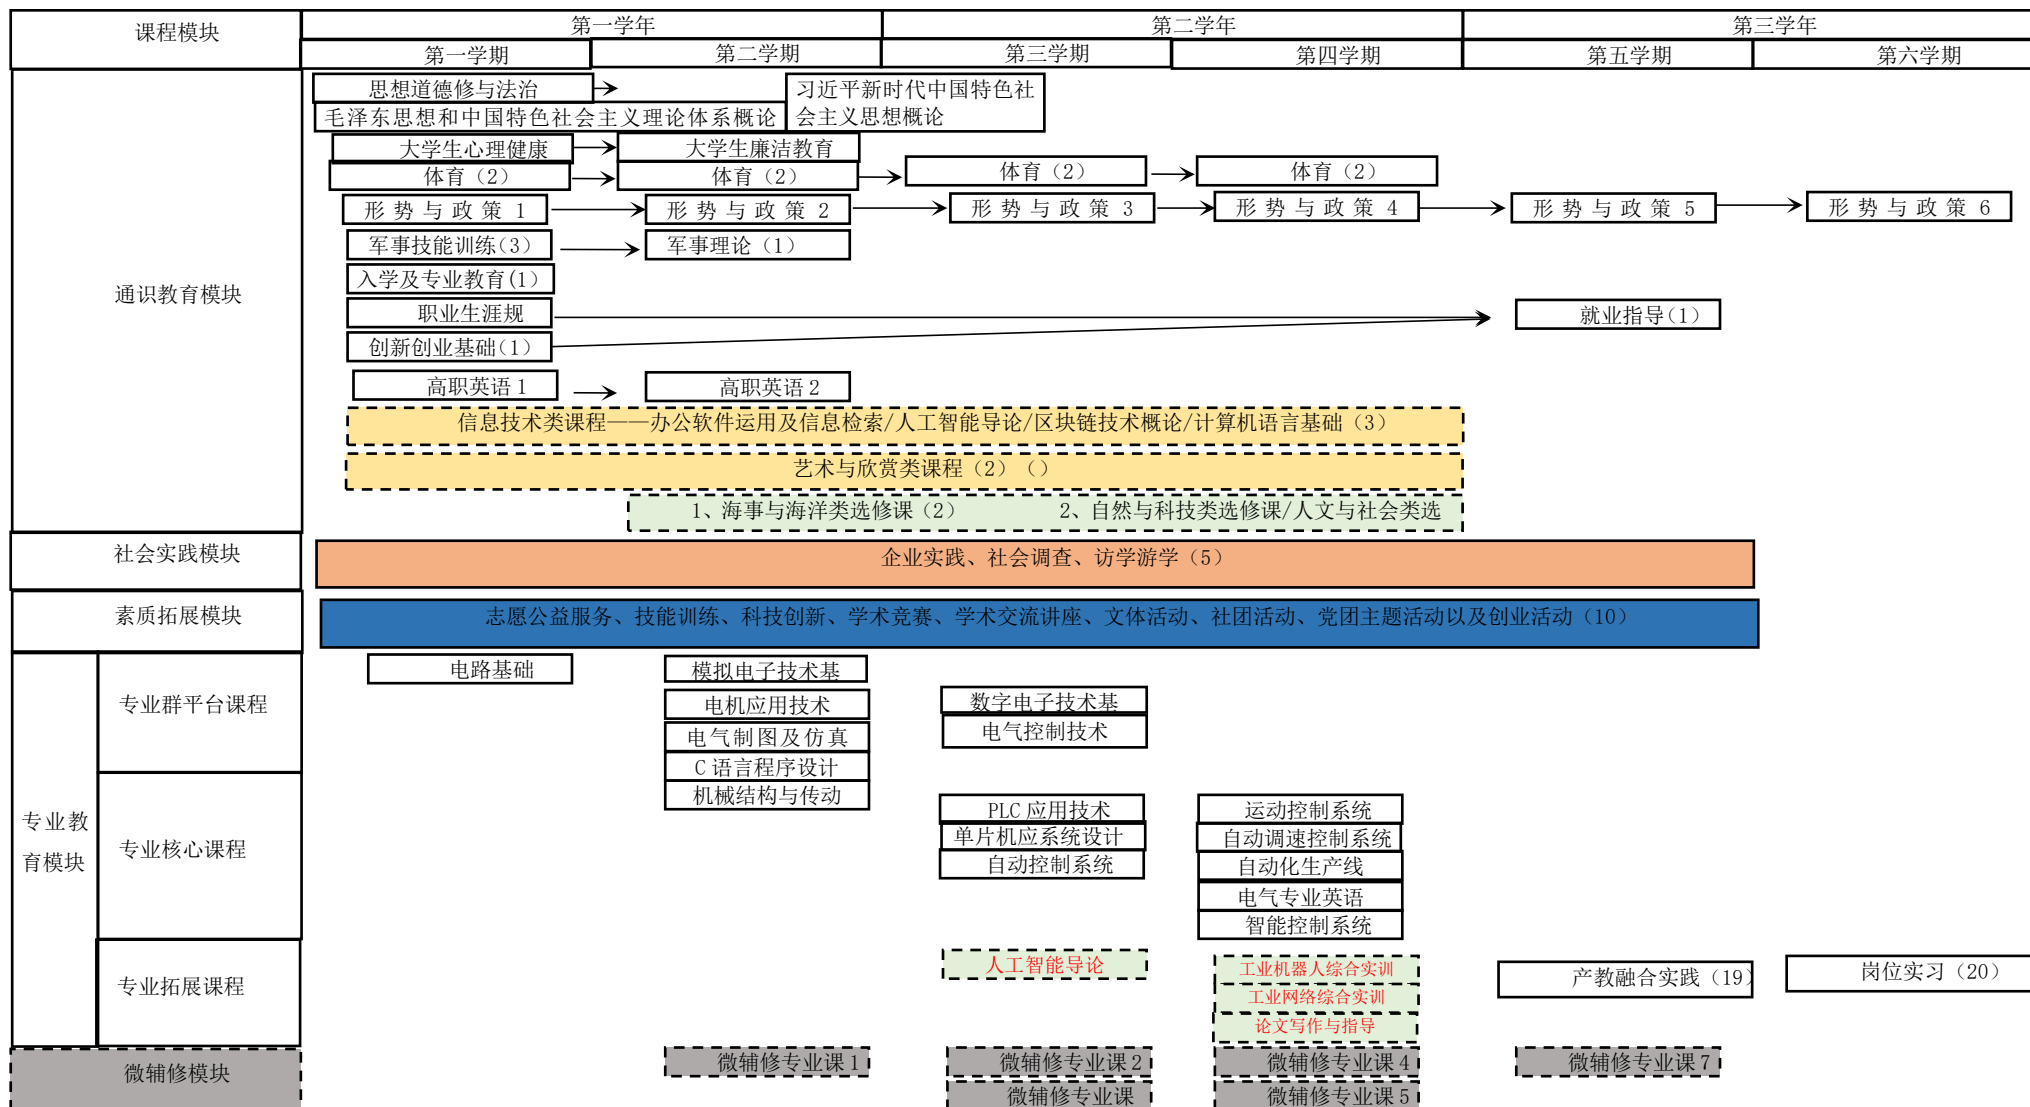 课程模块
第一学年
第二学年
第三学年
第一学期
第二学期
第三学期
第四学期
第五学期
第六学期
通识教育模块
思想道德修与法治
习近平新时代中国特色社
会主义思想概论
毛泽东思想和中国特色社会主义理论体系概论
大学生心理健康
大学生廉洁教育
体育（2）
体育（2）
体育（2）
体育（2）
形势与政策 1
形势与政策 2
形势与政策 3
形势与政策 4
形势与政策 5
形势与政策 6
军事技能训练(3)
军事理论（1）
入学及专业教育(1)
职业生涯规
就业指导(1)
创新创业基础(1)
高职英语 1
高职英语 2
信息技术类课程——办公软件运用及信息检索/人工智能导论/区块链技术概论/计算机语言基础（3）
艺术与欣赏类课程（2）（）
1、海事与海洋类选修课（2）
2、自然与科技类选修课/人文与社会类选
社会实践模块
企业实践、社会调查、访学游学（5）
素质拓展模块
志愿公益服务、技能训练、科技创新、学术竞赛、学术交流讲座、文体活动、社团活动、党团主题活动以及创业活动（10）
专业教
育模块
专业群平台课程
电路基础
模拟电子技术基
电机应用技术
数字电子技术基
电气制图及仿真
电气控制技术
C 语言程序设计
机械结构与传动
专业核心课程
PLC 应用技术
运动控制系统
单片机应系统设计
自动调速控制系统
自动控制系统
自动化生产线
电气专业英语
智能控制系统
专业拓展课程
人工智能导论
工业机器人综合实训
工业网络综合实训
论文写作与指导
产教融合实践（19）
岗位实习（20）
微辅修模块
微辅修专业课 1
微辅修专业课 2
微辅修专业课 4
微辅修专业课 7
微辅修专业课
微辅修专业课 5